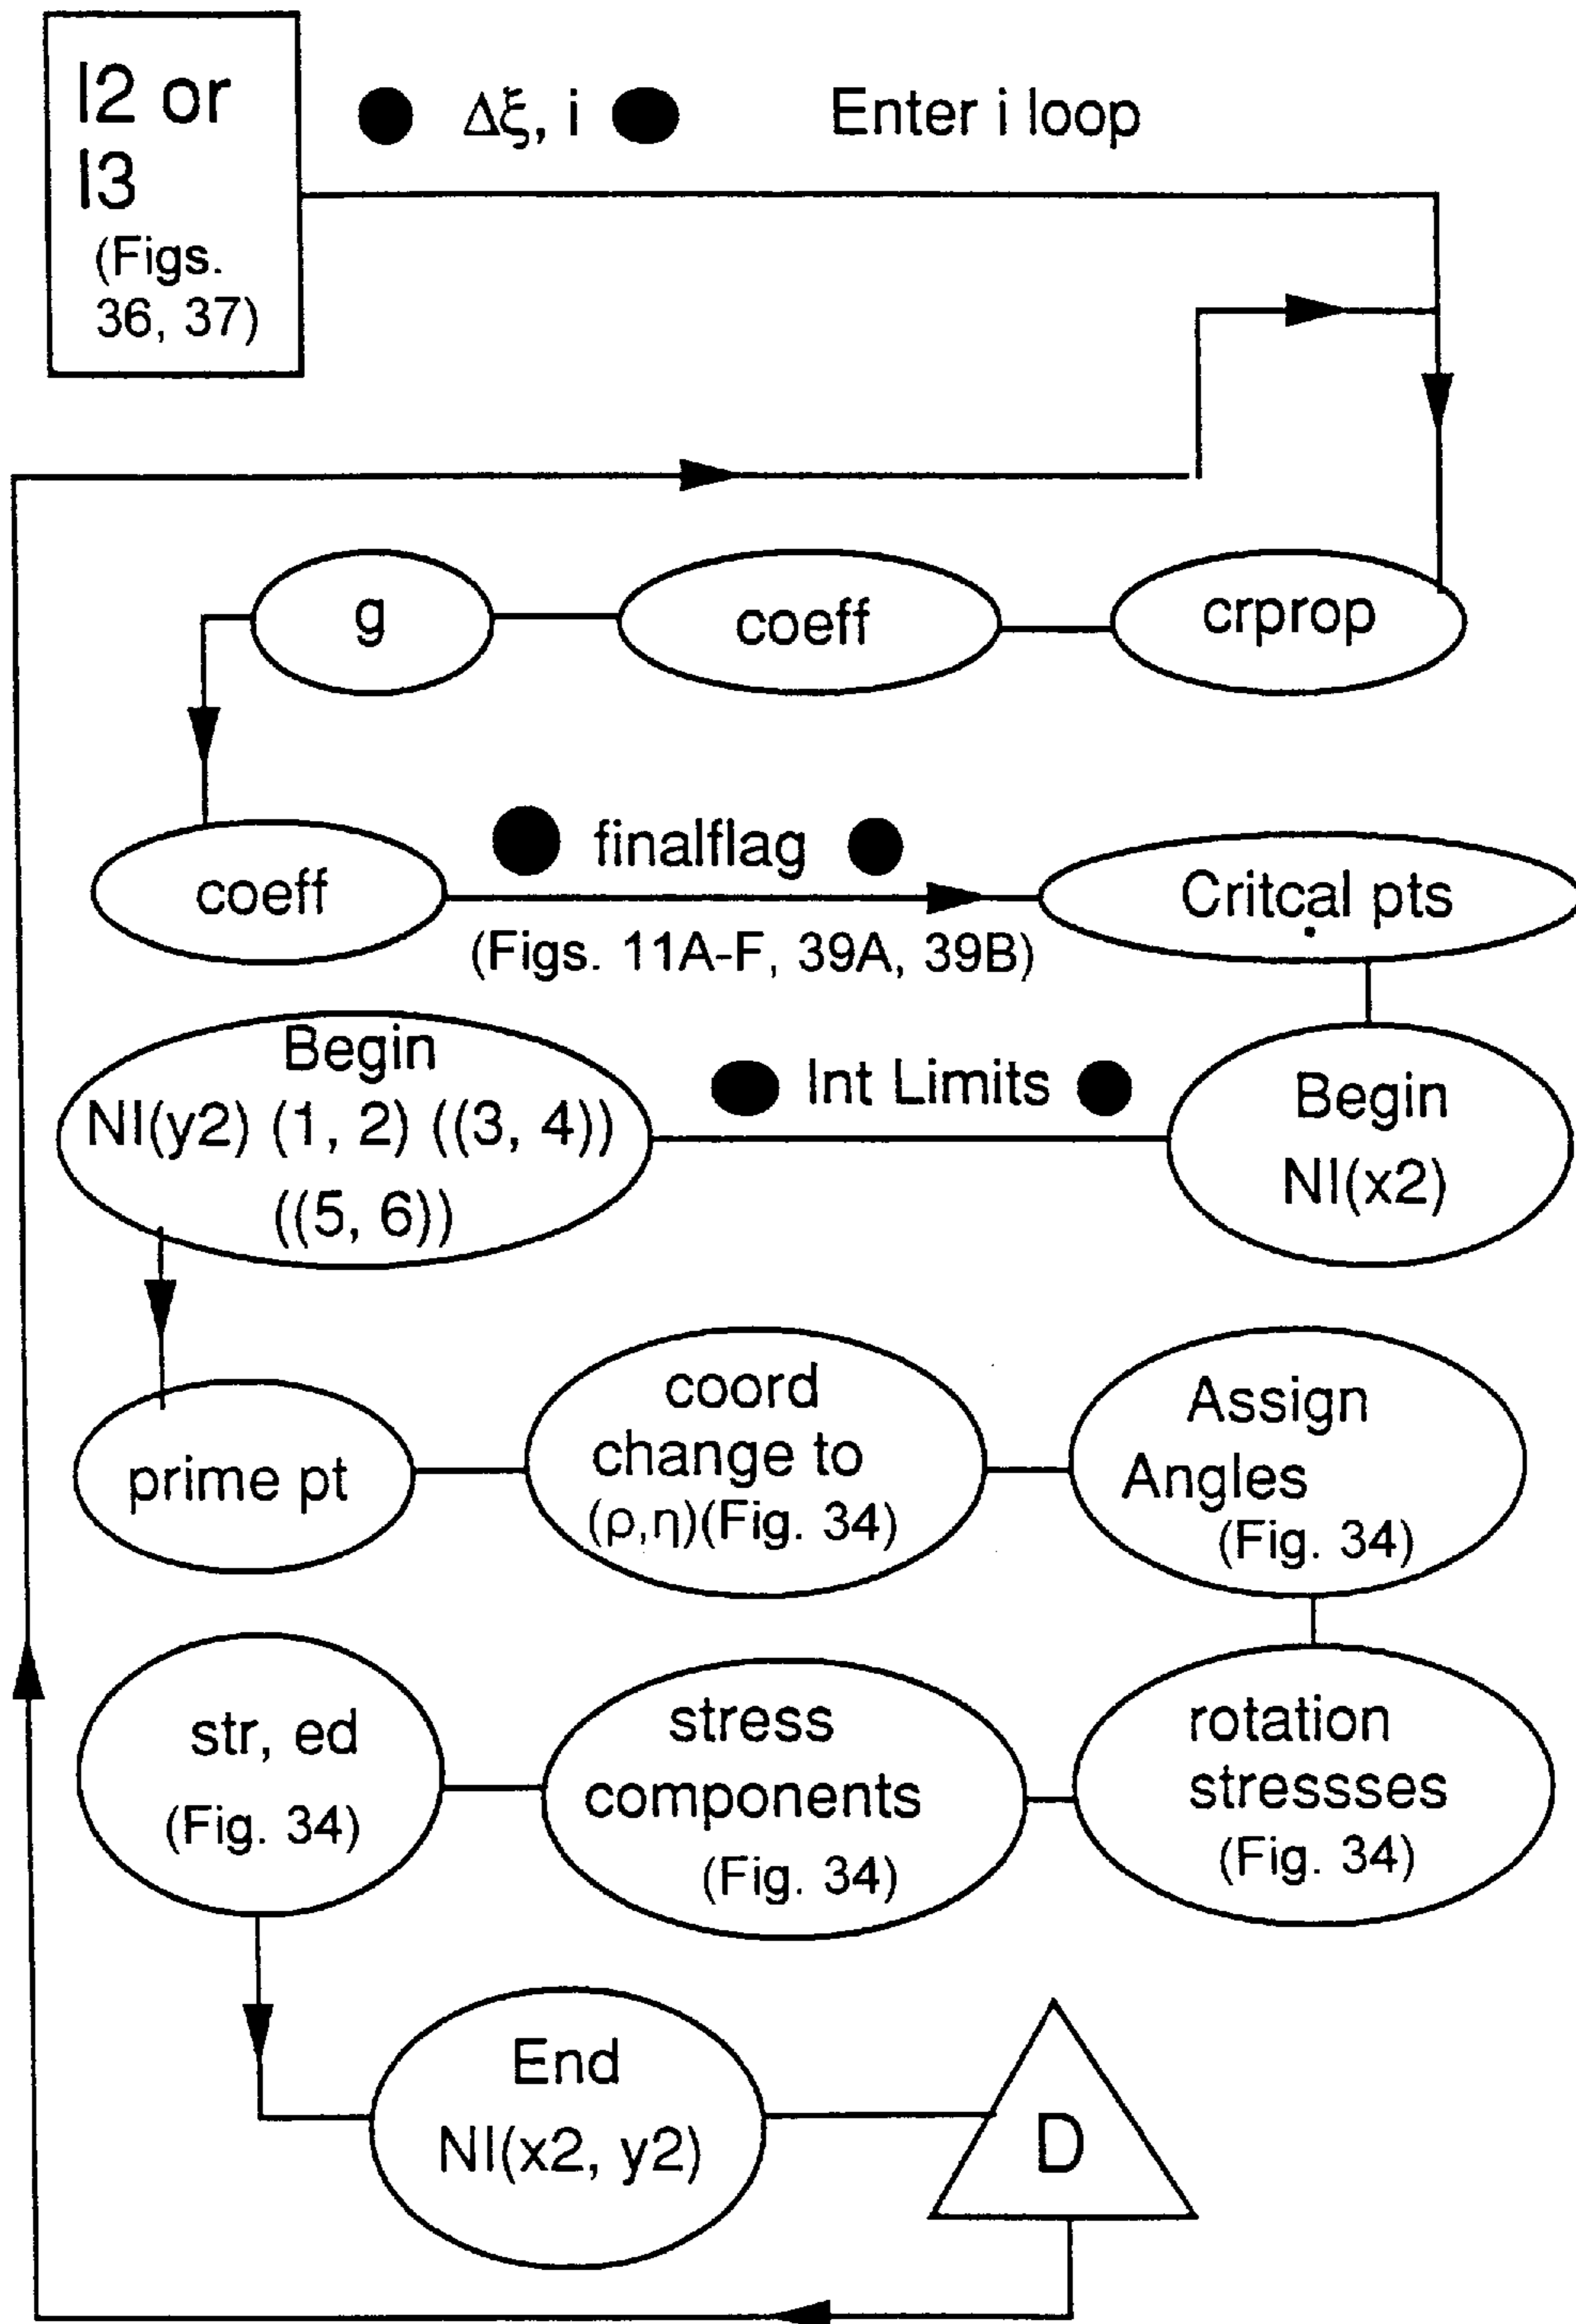 I2 or
I3
(Figs.
36, 37)
Δξ, i
Enter i loop
g
coeff
crprop
coeff
finalflag
(Figs. 11A-F, 39A, 39B)
Critcal pts
Begin
NI(y2) (1, 2) ((3, 4))
((5, 6))
Int Limits
Begin
NI(x2)
prime pt
coord
change to
(ρ,η)(Fig. 34)
Assign
Angles
(Fig. 34)
str, ed
(Fig. 34)
stress
components
(Fig. 34)
rotation
stressses
(Fig. 34)
End
NI(x2, y2)
D